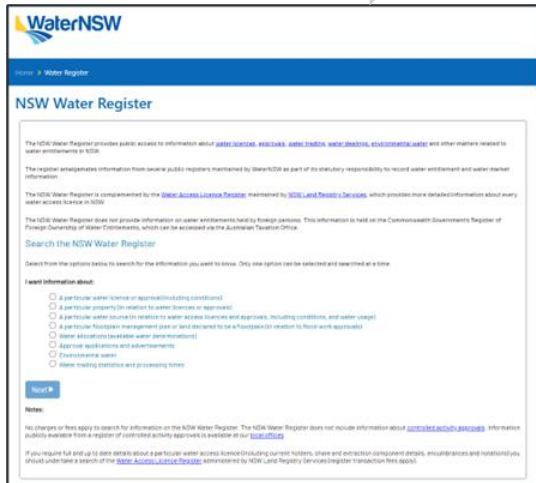 WaterNSW
Home > Water Register
NSW Water Register
The NSW Water Register provides public access to information about water licences, approvals, water trading, water dealings, environmental water and other matters related to
water entitlements in NSW.
The register amalgamates information from several public registers maintained by WaterNSW as part of its statutory responsibility to record water entitlement and water market
information.
The NSW Water Register is complemented by the Water Access Licence Register maintained by NSW Land Registry Services, which provides more detailed information about every
water access licence in NSW.
The NSW Water Register does not provide information on water entitlements held by foreign persons. This information is held on the Commonwealth Government's Register of
Foreign Ownership of Water Entitlements, which can be accessed via the Australian Taxation Office.
Search the NSW Water Register
Select from the options below to search for the information you want to know. Only one option can be selected and searched at a time.
I want information about:
A particular water licence or approval (including conditions)
A particular property (in relation to water licences or approvals)
A particular water source (in relation to water access licences and approvals, including conditions, and water usage)
A particular floodplain management plan or land declared to be a floodplain (in relation to flood work approvals)
Water allocations (available water determinations)
Approver applications and advertisements
Environmental water
Water trading statistics and processing times
Next
Notes:
No charges or fees apply to search for information on the NSW Water Register. The NSW Water Register does not include information about controlled activity approvals. Information
publicly available from a register of controlled activity approvals is available at our local offices.
If you require full and up to date details about a particular water access licence (including current holders, share and extraction component details, encumbrances and notations) you
should undertake a search of the Water Access License Register administered by NSW Land Registry Services (register transaction fees apply).